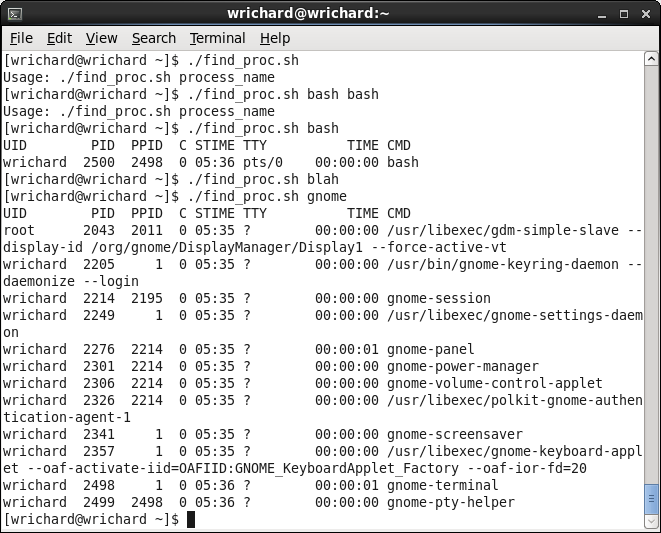 wrichard@wrichard:~
File Edit View Search Terminal Help
[wrichard@wrichard ~]$ ./find_proc.sh
Usage: ./find_proc.sh process_name
[wrichard@wrichard ~]$ ./find_proc.sh bash bash
Usage: ./find_proc.sh process_name
[wrichard@wrichard ~]$ ./find_proc.sh bash
UID        PID  PPID  C STIME TTY          TIME CMD
wrichard  2500  2498  0 05:36 pts/0    00:00:00 bash
[wrichard@wrichard ~]$ ./find_proc.sh blah
[wrichard@wrichard ~]$ ./find_proc.sh gnome
UID        PID  PPID  C STIME TTY          TIME CMD
root      2043  2011  0 05:35 ?        00:00:00 /usr/libexec/gdm-simple-slave --
display-id /org/gnome/DisplayManager/Display1 --force-active-vt
wrichard  2205     1  0 05:35 ?        00:00:00 /usr/bin/gnome-keyring-daemon --
daemonize --login
wrichard  2214  2195  0 05:35 ?        00:00:00 gnome-session
wrichard  2249     1  0 05:35 ?        00:00:00 /usr/libexec/gnome-settings-daem
on
wrichard  2276  2214  0 05:35 ?        00:00:01 gnome-panel
wrichard  2301  2214  0 05:35 ?        00:00:00 gnome-power-manager
wrichard  2306  2214  0 05:35 ?        00:00:00 gnome-volume-control-applet
wrichard  2326  2214  0 05:35 ?        00:00:00 /usr/libexec/polkit-gnome-authen
tication-agent-1
wrichard  2341     1  0 05:35 ?        00:00:00 gnome-screensaver
wrichard  2357     1  0 05:35 ?        00:00:00 /usr/libexec/gnome-keyboard-appl
et --oaf-activate-iid=OAFIID:GNOME_KeyboardApplet_Factory --oaf-ior-fd=20
wrichard  2498     1  0 05:36 ?        00:00:01 gnome-terminal
wrichard  2499  2498  0 05:36 ?        00:00:00 gnome-pty-helper
[wrichard@wrichard ~]$